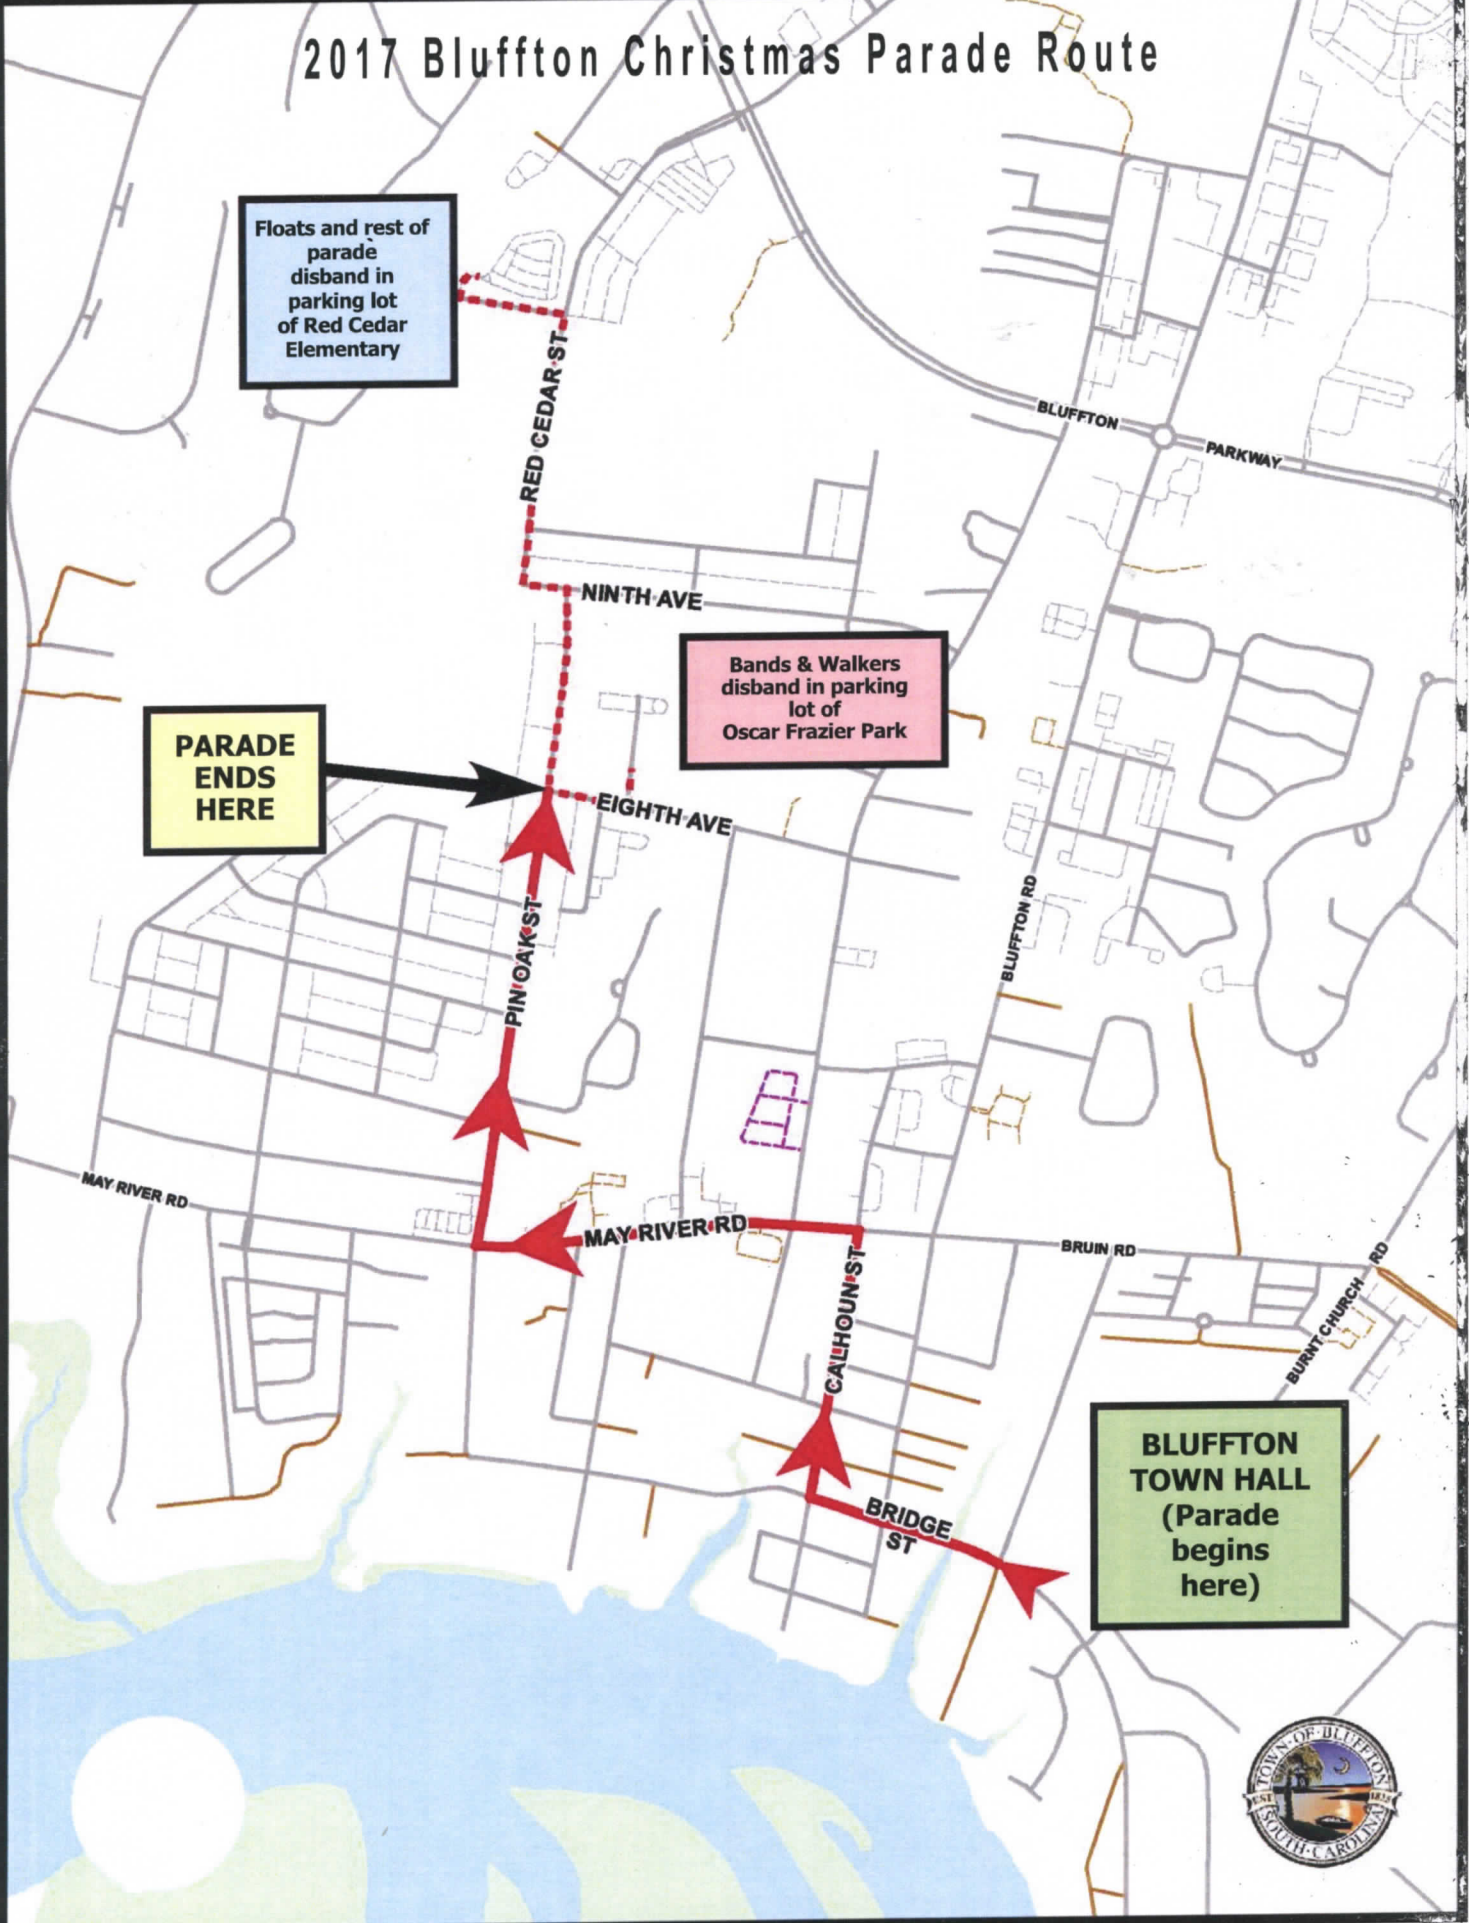 2017 Bluffton Christmas Parade Route
Floats and rest of
parade
disband in
parking lot
of Red Cedar
Elementary
RED CEDAR ST
BLUFFTON
PARKWAY
NINTH AVE
Bands & Walkers
disband in parking
lot of
Oscar Frazier Park
PARADE
ENDS
HERE
EIGHTH AVE
BLUFFTON RD
PIN OAK ST
MAY RIVER RD
MAY RIVER RD
BRUIN RD
BURNT CHURCH RD
CALHOUN ST
BRIDGE
ST
BLUFFTON
TOWN HALL
(Parade
begins
here)
TOWN·OF·BLUFFTON
EST 1825
SOUTH·CAROLINA